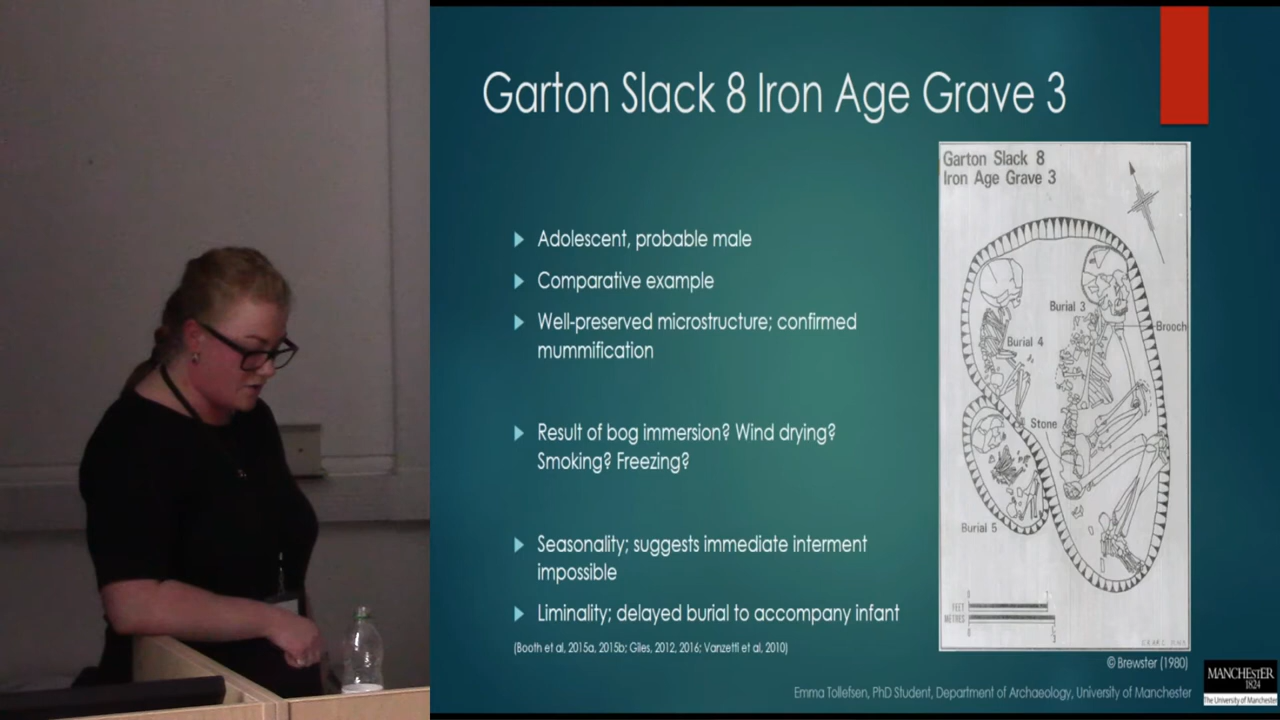 Garton Slack 8 Iron Age Grave 3
Adolescent, probable male
Comparative example
Well-preserved microstructure; confirmed
mummification
Result of bog immersion? Wind drying?
Smoking? Freezing?
Seasonality; suggests immediate interment
impossible
Liminality; delayed burial to accompany infant
(Booth et al, 2015a, 2015b; Giles, 2012, 2016; Vanzetti et al, 2010)
Garton Slack 8
Iron Age Grave 3
Burial 3
Brooch
Burial 4
Stone
Burial 5
FEET
METRES
© Brewster (1980)
Emma Tollefsen, PhD Student, Department of Archaeology, University of Manchester
MANCHESTER
1824
The University of Manchester